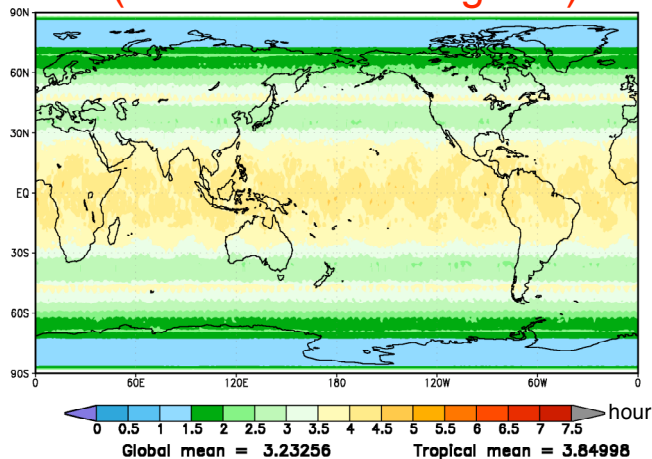 90N
60N
30N
EQ
30S
60S
90S
0 60E 120E 180 120W 60W 0
0 0.5 1 1.5 2 2.5 3 3.5 4 4.5 5 5.5 6 6.5 7 7.5 hour
Global mean = 3.23256 Tropical mean = 3.84998